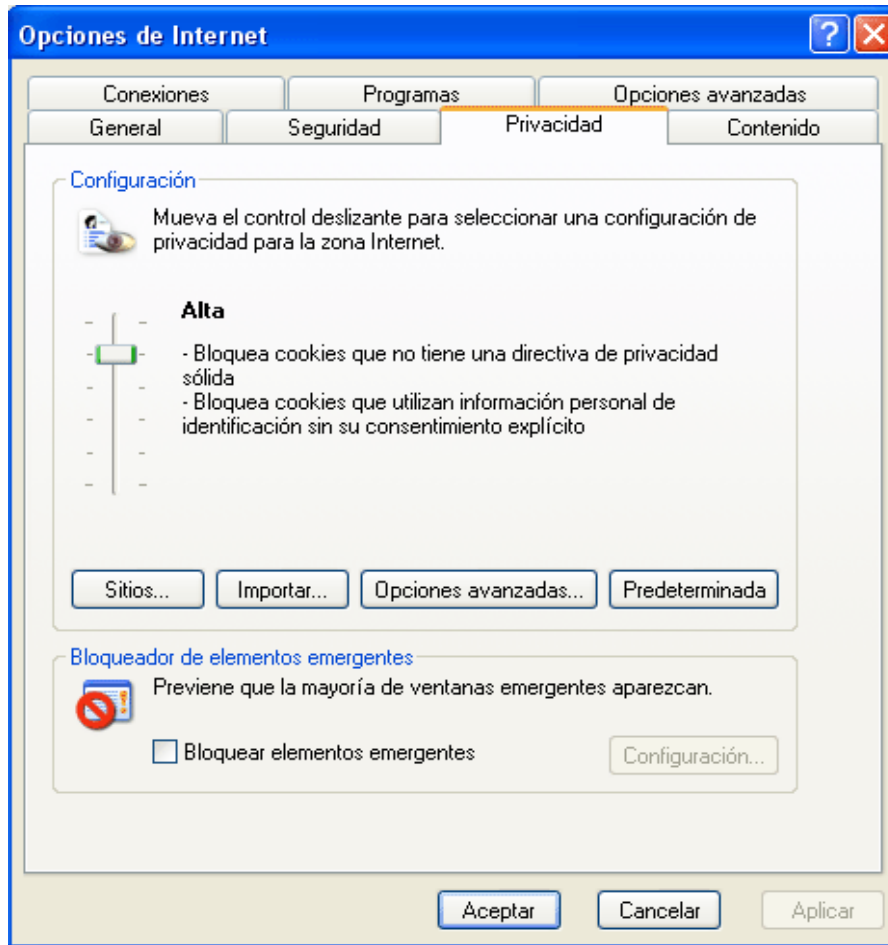 Opciones de Internet
Conexiones Programas Opciones avanzadas
General Seguridad Privacidad Contenido
Configuración
Mueva el control deslizante para seleccionar una configuración de
privacidad para la zona Internet.
Alta
- Bloquea cookies que no tiene una directiva de privacidad
sólida
- Bloquea cookies que utilizan información personal de
identificación sin su consentimiento explícito
Sitios... Importar... Opciones avanzadas... Predeterminada
Bloqueador de elementos emergentes
Previene que la mayoría de ventanas emergentes aparezcan.
Bloquear elementos emergentes Configuración...
Aceptar Cancelar Aplicar